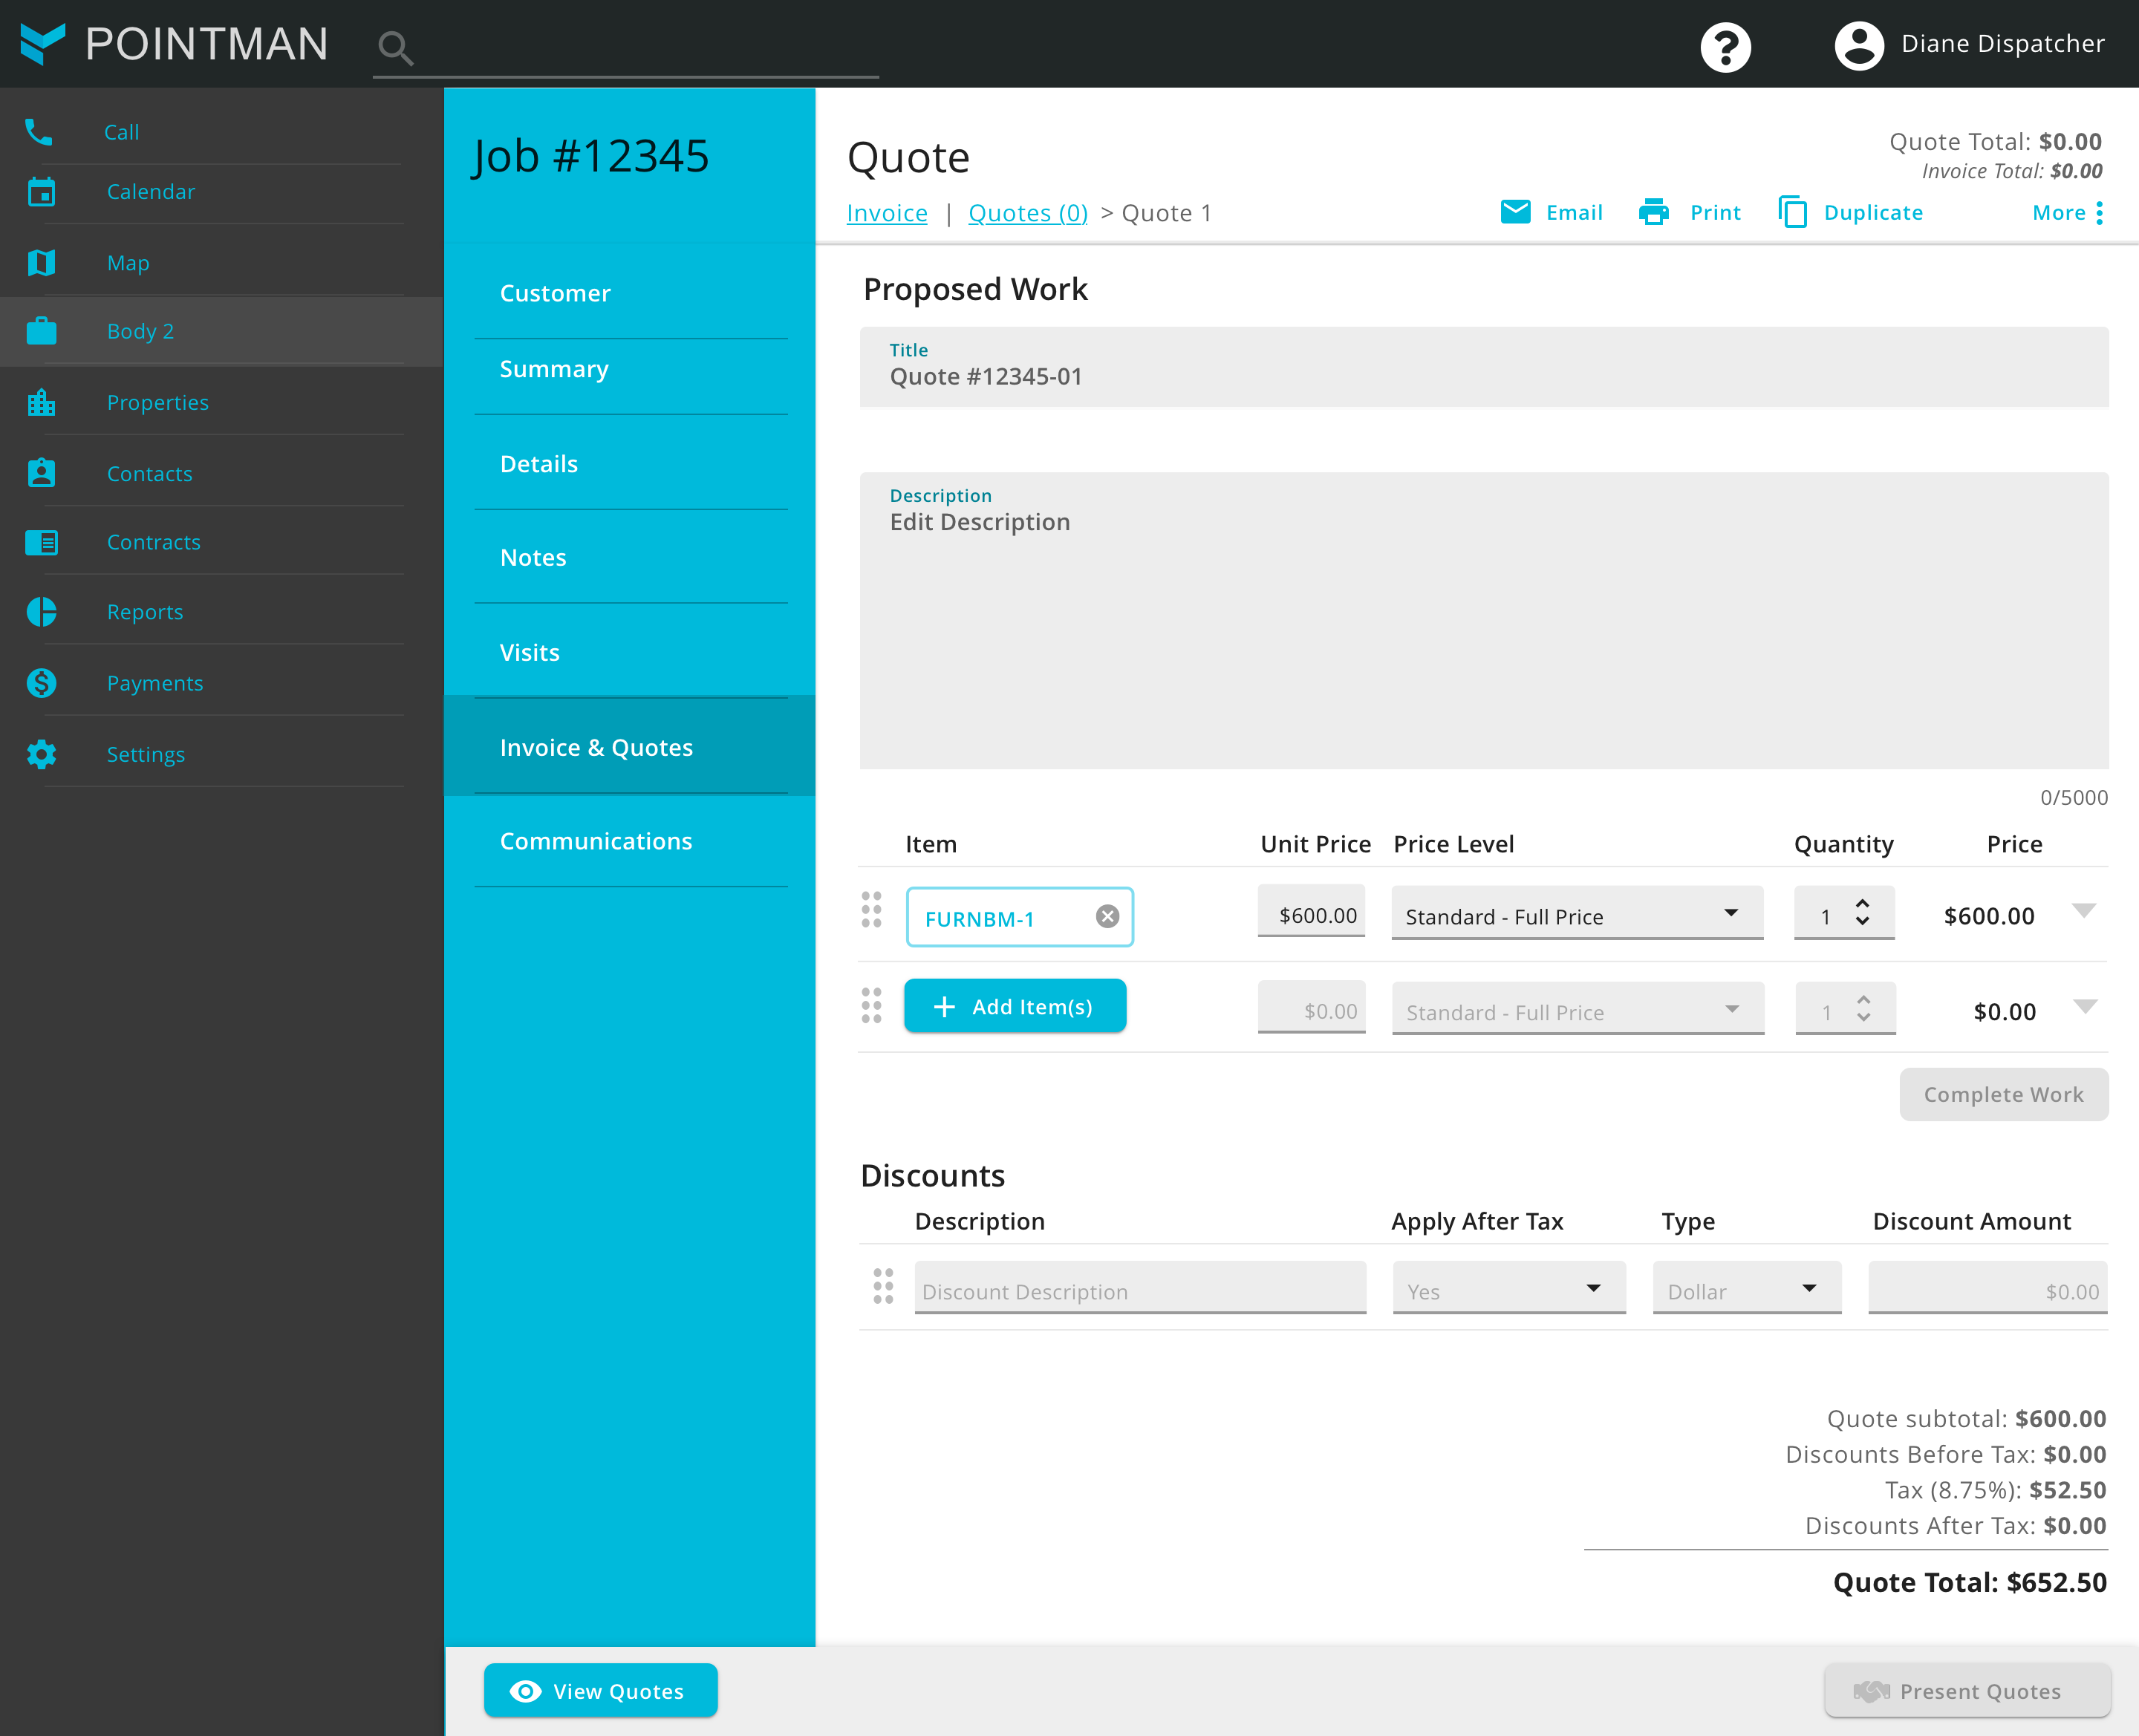 POINTMAN
Diane Dispatcher
Call
Calendar
Map
Body 2
Properties
Contacts
Contracts
Reports
Payments
Settings
Job #12345
Customer
Summary
Details
Notes
Visits
Invoice & Quotes
Communications
Quote
Quote Total: $0.00
Invoice Total: $0.00
Invoice | Quotes (0) > Quote 1
Email Print Duplicate More
Proposed Work
Title
Quote #12345-01
Description
Edit Description
0/5000
Item Unit Price Price Level Quantity Price
FURNBM-1 $600.00 Standard - Full Price 1 $600.00
Add Item(s) $0.00 Standard - Full Price 1 $0.00
Complete Work
Discounts
Description Apply After Tax Type Discount Amount
Discount Description Yes Dollar $0.00
Quote subtotal: $600.00
Discounts Before Tax: $0.00
Tax (8.75%): $52.50
Discounts After Tax: $0.00
Quote Total: $652.50
View Quotes
Present Quotes